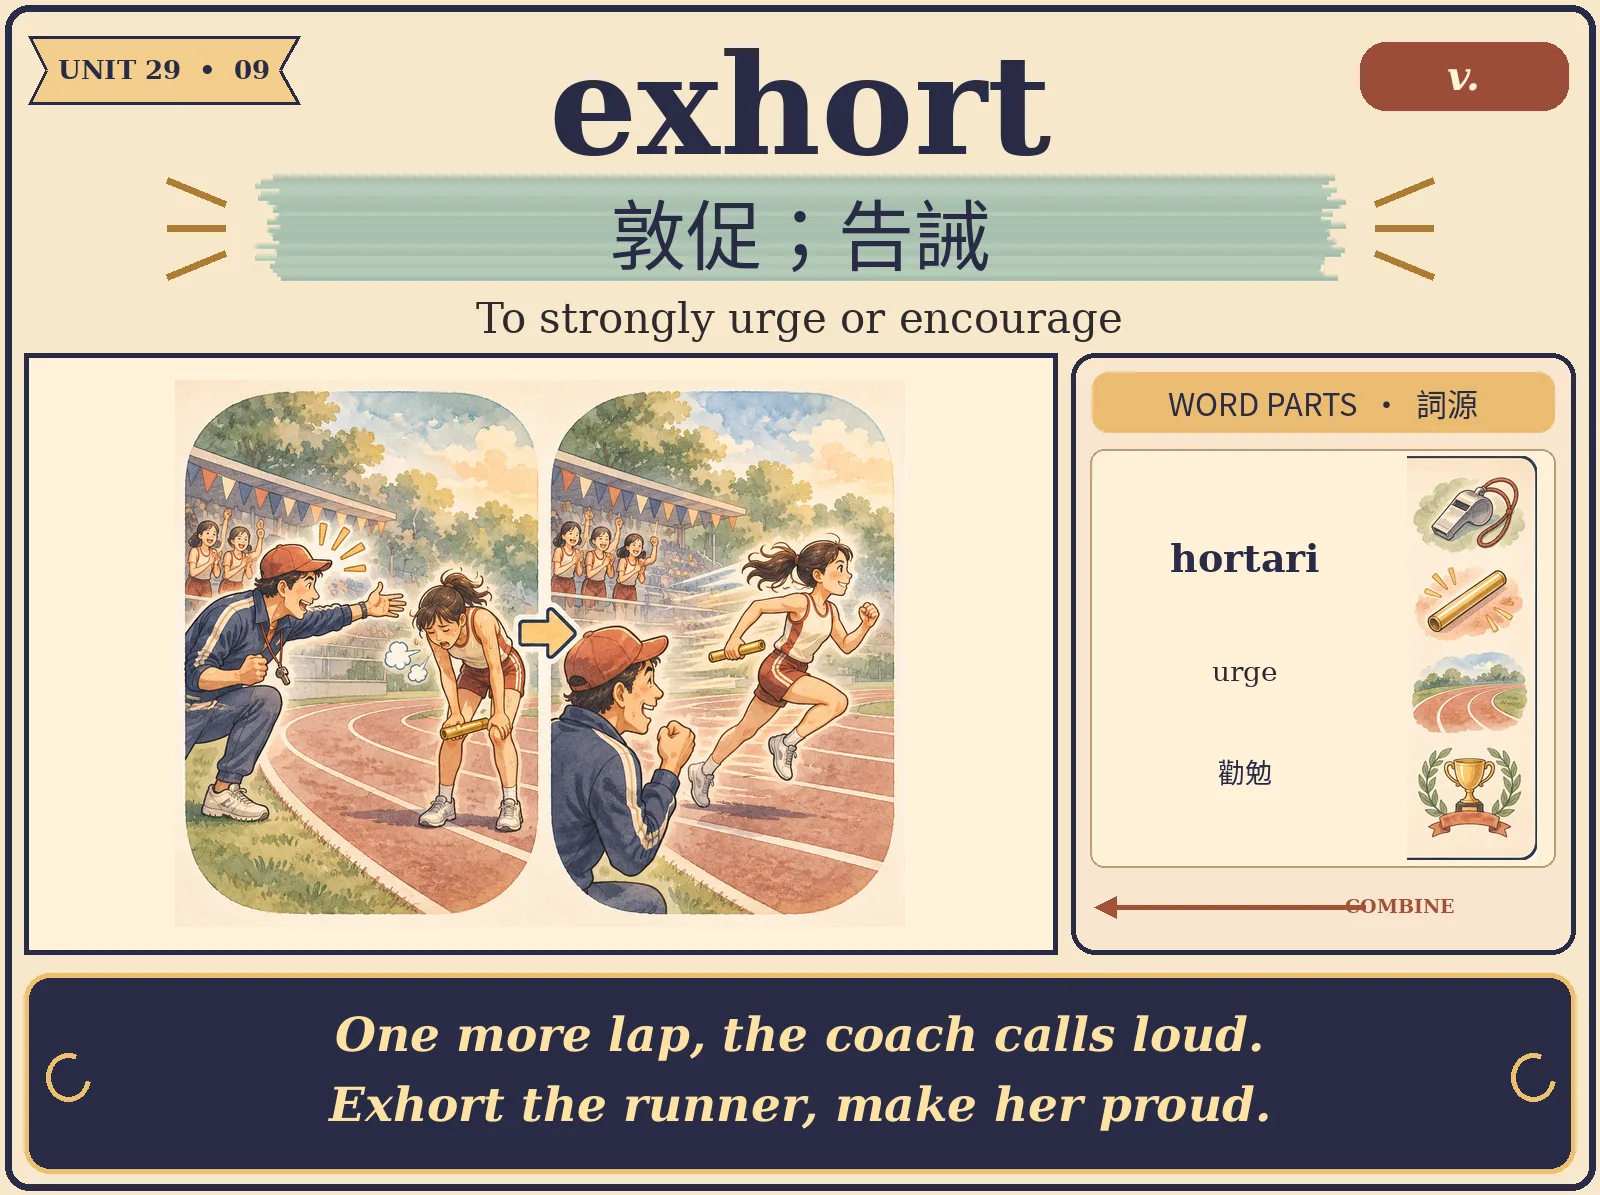 UNIT 29 • 09
exhort
v.
敦促；告誡
To strongly urge or encourage
WORD PARTS • 詞源
hortari
urge
勸勉
COMBINE
One more lap, the coach calls loud.
Exhort the runner, make her proud.